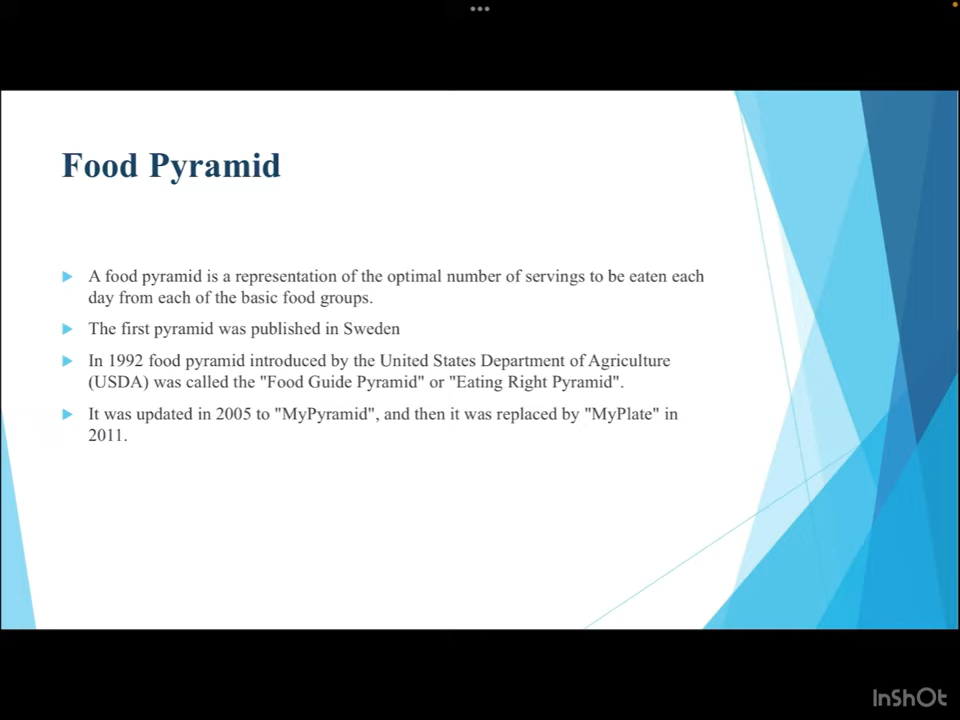 Food Pyramid
A food pyramid is a representation of the optimal number of servings to be eaten each
day from each of the basic food groups.
The first pyramid was published in Sweden
In 1992 food pyramid introduced by the United States Department of Agriculture
(USDA) was called the "Food Guide Pyramid" or "Eating Right Pyramid".
It was updated in 2005 to "MyPyramid", and then it was replaced by "MyPlate" in
2011.
InShOt